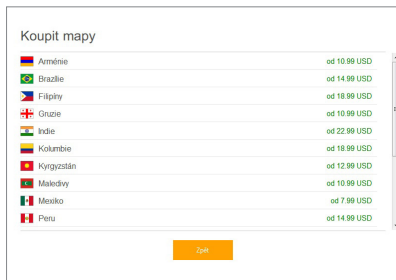 Koupit mapy
Arménie od 10.99 USD
Brazílie od 14.99 USD
Filipíny od 18.99 USD
Gruzie od 10.99 USD
Indie od 22.99 USD
Kolumbie od 18.99 USD
Kyrgyzstán od 12.99 USD
Maledivy od 10.99 USD
Mexiko od 7.99 USD
Peru od 14.99 USD
Zpět